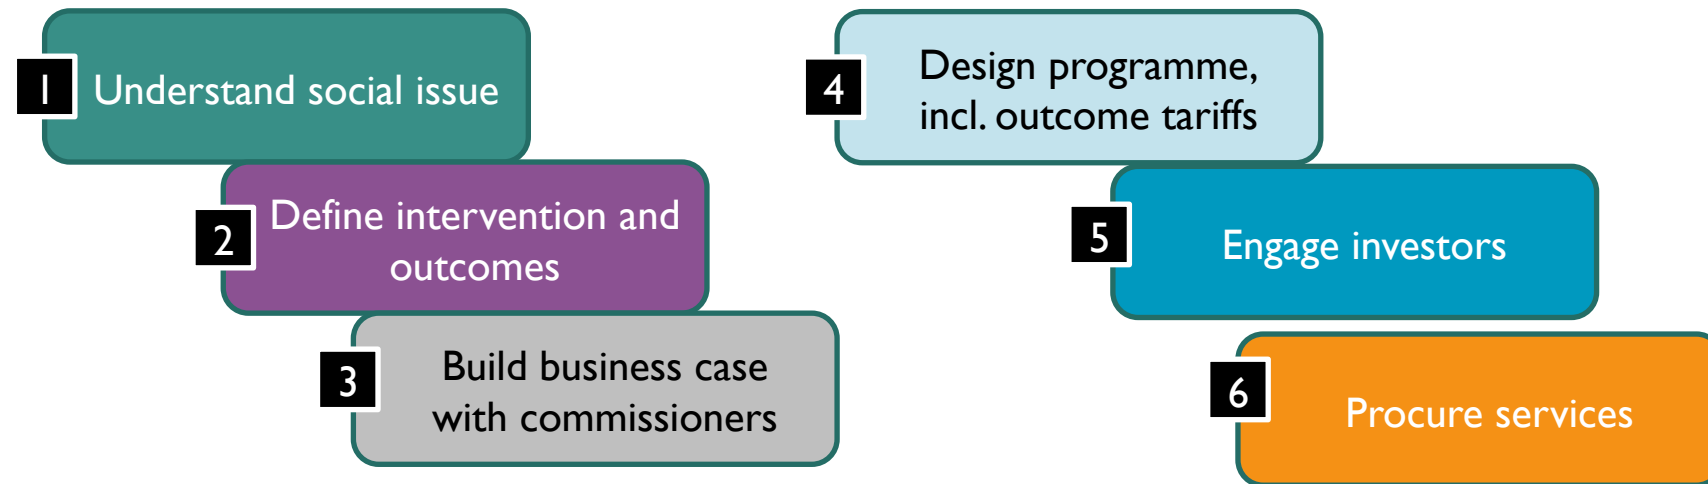 1
Understand social issue
2
Define intervention and
outcomes
3
Build business case
with commissioners
4
Design programme,
incl. outcome tariffs
5
Engage investors
6
Procure services